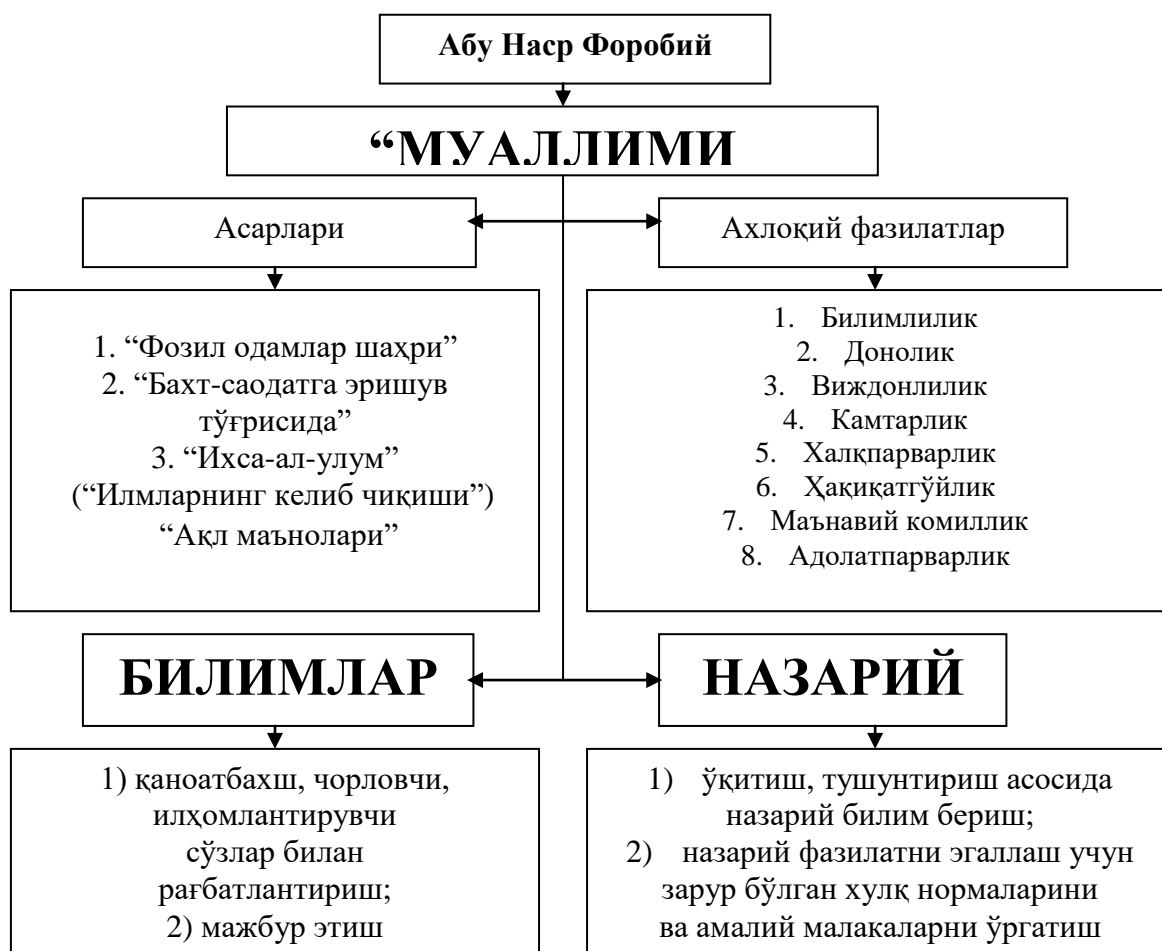 Абу Наср Форобий
“МУАЛЛИМИ
Асарлари
Ахлоқий фазилатлар
1. “Фозил одамлар шаҳри”
2. “Бахт-саодатга эришув
тўғрисида”
3. “Ихса-ал-улум”
(“Илмларнинг келиб чиқиши”)
“Ақл маънолари”
1. Билимлилик
2. Донолик
3. Виждонлилик
4. Камтарлик
5. Халқпарварлик
6. Ҳақиқатгўйлик
7. Маънавий комиллик
8. Адолатпарварлик
БИЛИМЛАР
НАЗАРИЙ
1) қаноатбахш, чорловчи,
илҳомлантирувчи
сўзлар билан
рағбатлантириш;
2) мажбур этиш
1) ўқитиш, тушунтириш асосида
назарий билим бериш;
2) назарий фазилатни эгаллаш учун
зарур бўлган хулқ нормаларини
ва амалий малакаларни ўргатиш